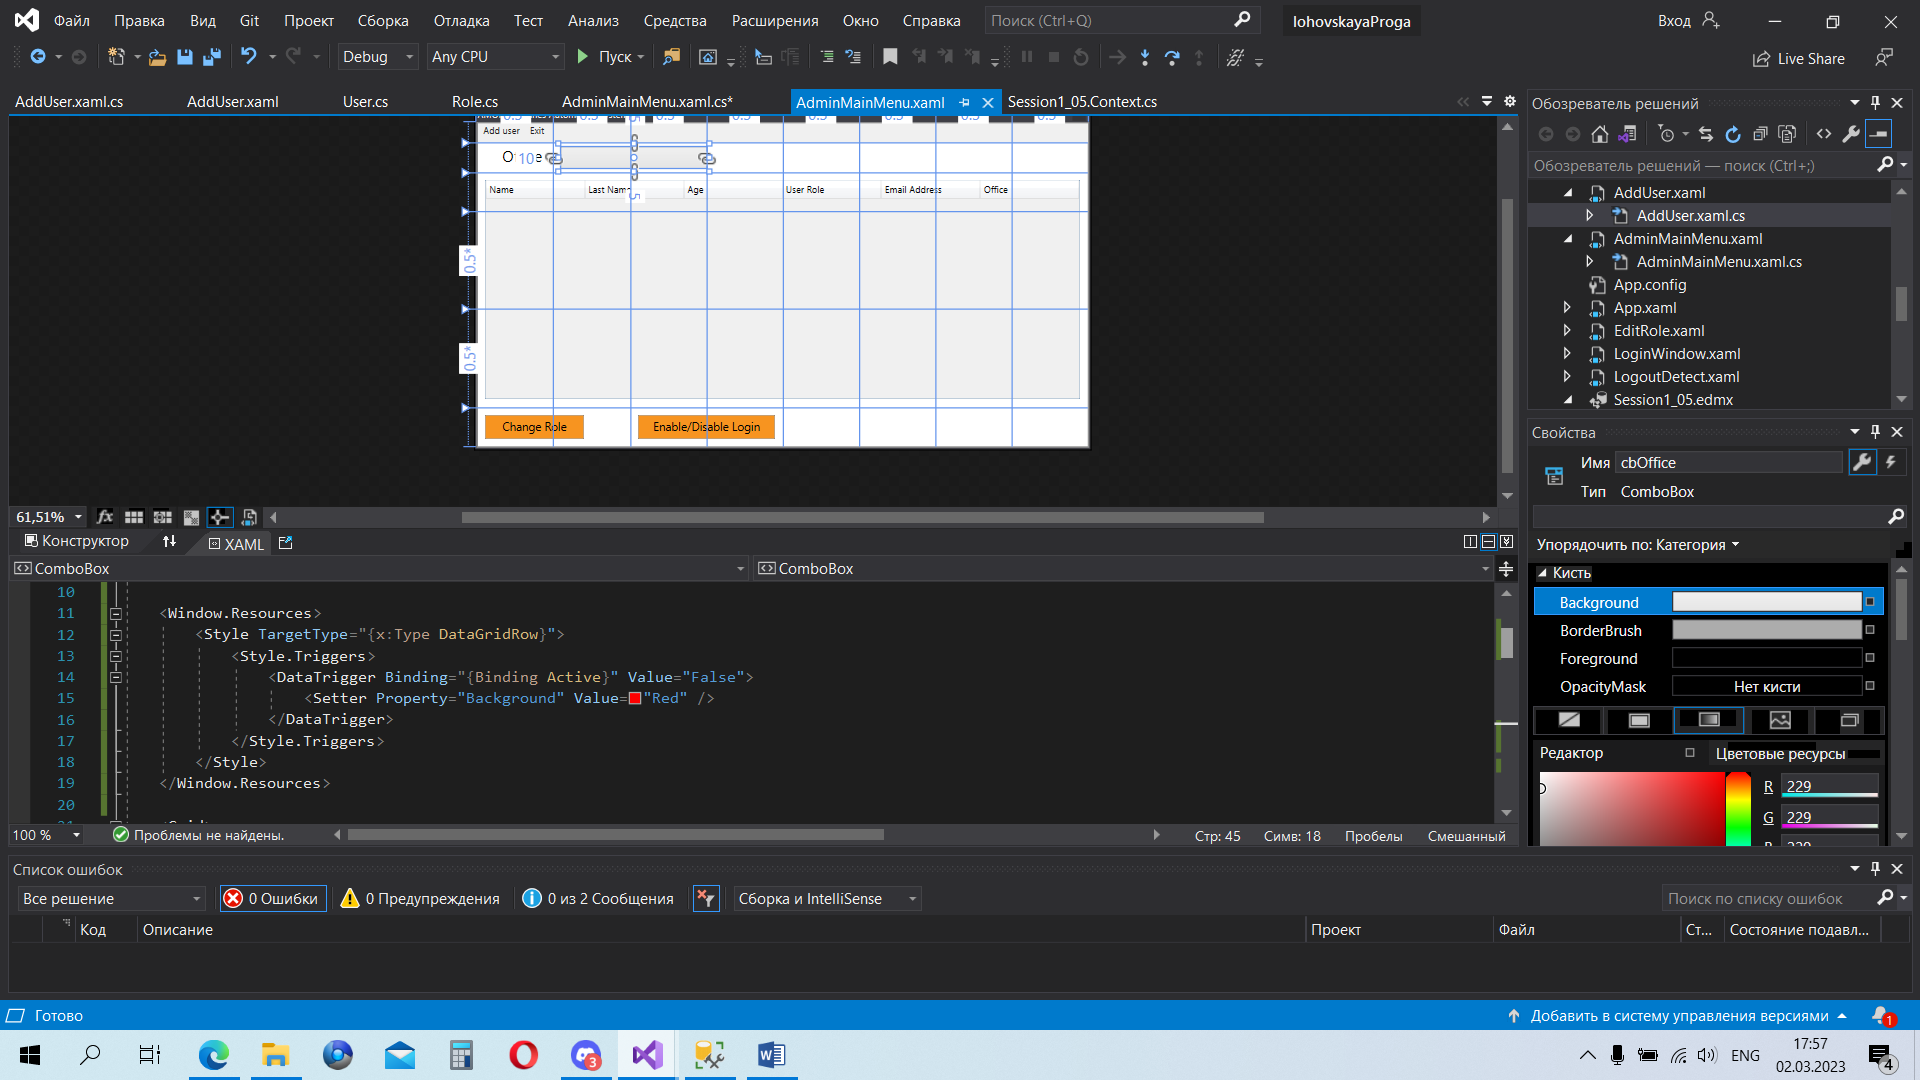 Файл Правка Вид Git Проект Сборка Отладка Тест Анализ Средства Расширения Окно Справка Поиск (Ctrl+Q) lohovskayaProga Вход
Debug Any CPU Пуск Live Share
AddUser.xaml.cs AddUser.xaml User.cs Role.cs AdminMainMenu.xaml.cs* AdminMainMenu.xaml Session1_05.Context.cs
Add user Exit
10
Name Last Name Age User Role Email Address Office
5
0.5*
0.5*
Change Role Enable/Disable Login
61,51%
Конструктор XAML
ComboBox ComboBox
10
11 <Window.Resources>
12 <Style TargetType="{x:Type DataGridRow}">
13 <Style.Triggers>
14 <DataTrigger Binding="{Binding Active}" Value="False">
15 <Setter Property="Background" Value="Red" />
16 </DataTrigger>
17 </Style.Triggers>
18 </Style>
19 </Window.Resources>
20
100 % Проблемы не найдены. Стр: 45 Симв: 18 Пробелы Смешанный
Обозреватель решений
Обозреватель решений — поиск (Ctrl+;)
AddUser.xaml
AddUser.xaml.cs
AdminMainMenu.xaml
AdminMainMenu.xaml.cs
App.config
App.xaml
EditRole.xaml
LoginWindow.xaml
LogoutDetect.xaml
Session1_05.edmx
Свойства
Имя cbOffice
Тип ComboBox
Упорядочить по: Категория
Кисть
Background
BorderBrush
Foreground
OpacityMask Нет кисти
Редактор Цветовые ресурсы
R 229
G 229
Список ошибок
Все решение 0 Ошибки 0 Предупреждения 0 из 2 Сообщения Сборка и IntelliSense Поиск по списку ошибок
Код Описание Проект Файл Ст... Состояние подавл...
Готово Добавить в систему управления версиями 1
3 ENG 17:57
02.03.2023 4